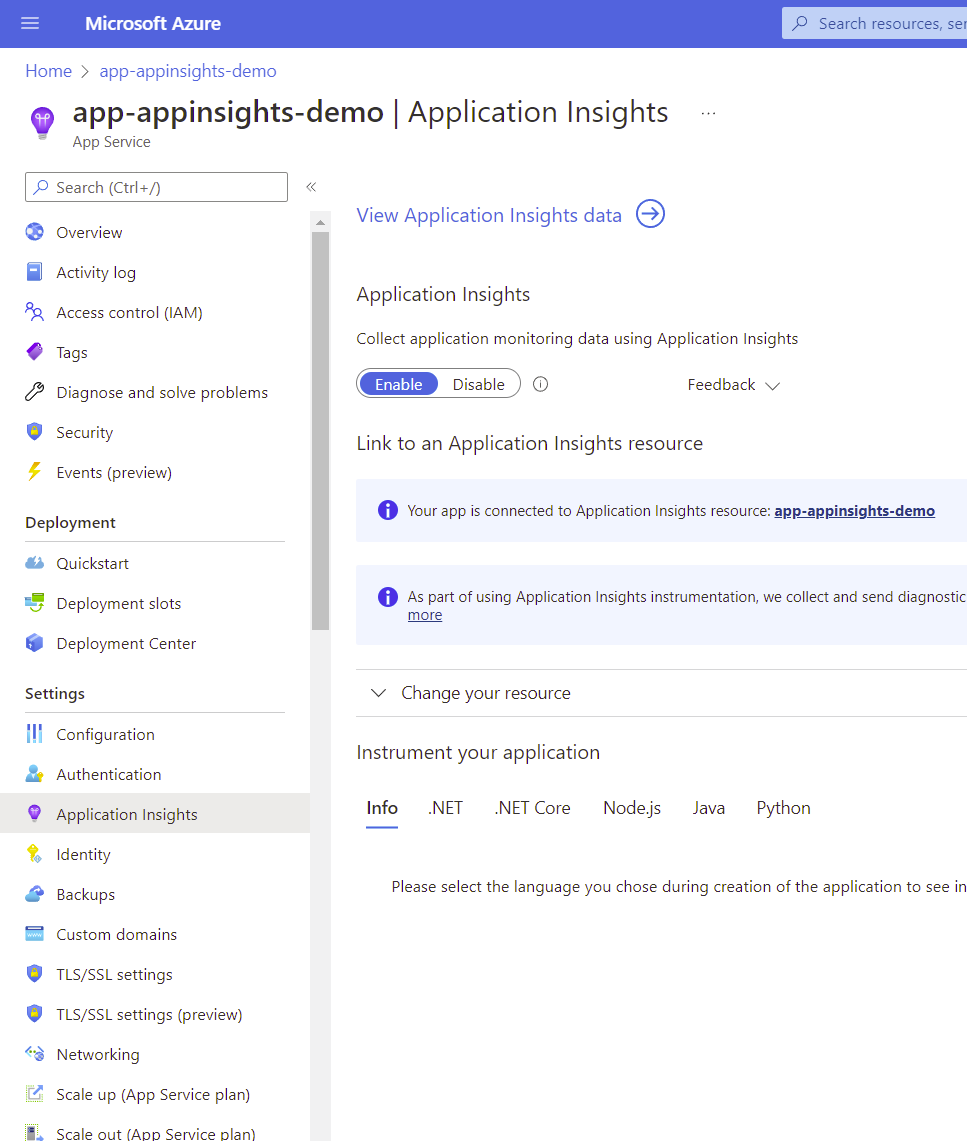 Microsoft Azure
Search resources, ser
Home > app-appinsights-demo
app-appinsights-demo | Application Insights ...
App Service
Search (Ctrl+/)
«
Overview
Activity log
Access control (IAM)
Tags
Diagnose and solve problems
Security
Events (preview)
Deployment
Quickstart
Deployment slots
Deployment Center
Settings
Configuration
Authentication
Application Insights
Identity
Backups
Custom domains
TLS/SSL settings
TLS/SSL settings (preview)
Networking
Scale up (App Service plan)
Scale out (App Service plan)
View Application Insights data
Application Insights
Collect application monitoring data using Application Insights
Enable Disable
Feedback
Link to an Application Insights resource
Your app is connected to Application Insights resource: app-appinsights-demo
As part of using Application Insights instrumentation, we collect and send diagnostic
more
Change your resource
Instrument your application
Info .NET .NET Core Node.js Java Python
Please select the language you chose during creation of the application to see in